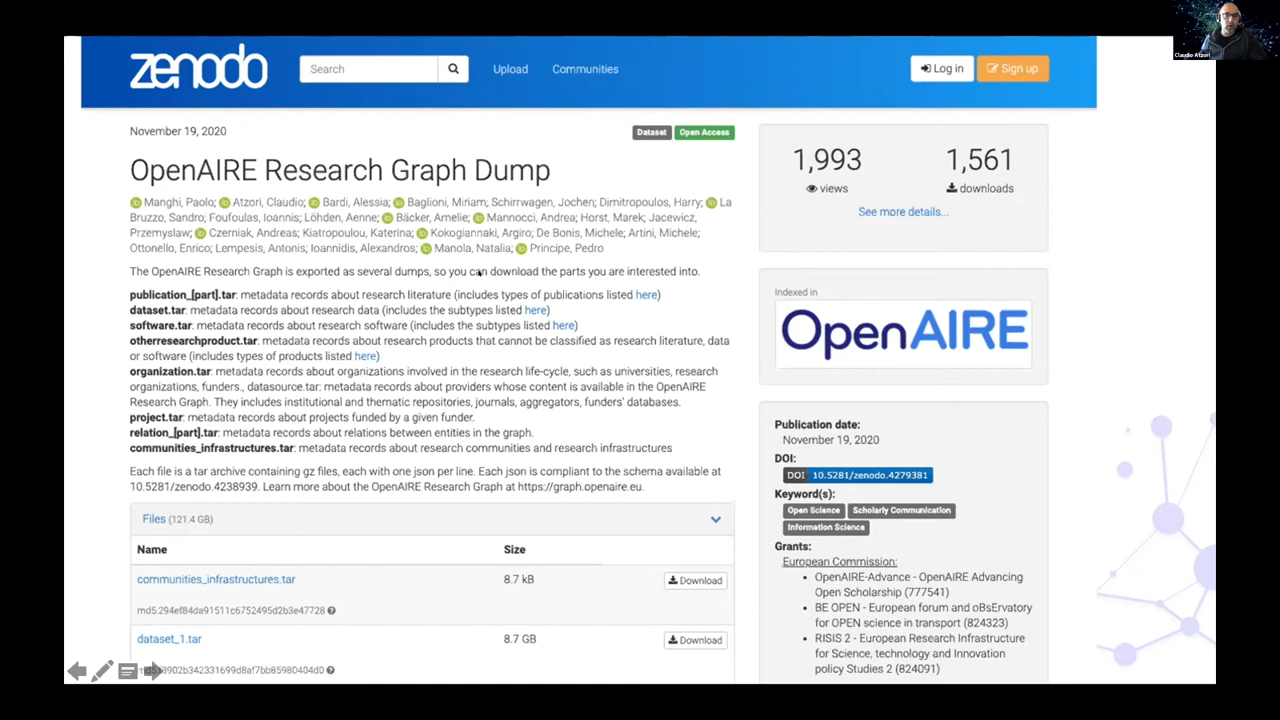 zenodo
Search
Upload
Communities
Log in
Sign up
Claudio Atzori
November 19, 2020
Dataset
Open Access
OpenAIRE Research Graph Dump
Manghi, Paolo; Atzori, Claudio; Bardi, Alessia; Baglioni, Miriam; Schirrwagen, Jochen; Dimitropoulos, Harry; La
Bruzzo, Sandro; Foufoulas, Ioannis; Löhden, Aenne; Bäcker, Amelie; Mannocci, Andrea; Horst, Marek; Jacewicz,
Przemyslaw; Czerniak, Andreas; Kiatropoulou, Katerina; Kokogiannaki, Argiro; De Bonis, Michele; Artini, Michele;
Ottonello, Enrico; Lempesis, Antonis; Ioannidis, Alexandros; Manola, Natalia; Principe, Pedro
The OpenAIRE Research Graph is exported as several dumps, so you can download the parts you are interested into.
publication_[part].tar: metadata records about research literature (includes types of publications listed here)
dataset.tar: metadata records about research data (includes the subtypes listed here)
software.tar: metadata records about research software (includes the subtypes listed here)
otherresearchproduct.tar: metadata records about research products that cannot be classified as research literature, data
or software (includes types of products listed here)
organization.tar: metadata records about organizations involved in the research life-cycle, such as universities, research
organizations, funders., datasource.tar: metadata records about providers whose content is available in the OpenAIRE
Research Graph. They includes institutional and thematic repositories, journals, aggregators, funders' databases.
project.tar: metadata records about projects funded by a given funder.
relation_[part].tar: metadata records about relations between entities in the graph.
communities_infrastructures.tar: metadata records about research communities and research infrastructures
Each file is a tar archive containing gz files, each with one json per line. Each json is compliant to the schema available at
10.5281/zenodo.4238939. Learn more about the OpenAIRE Research Graph at https://graph.openaire.eu.
Files (121.4 GB)
Name
Size
communities_infrastructures.tar
8.7 kB
Download
md5:294ef84da91511c6752495d2b3e47728
dataset_1.tar
8.7 GB
Download
1,993
1,561
views
downloads
See more details...
Indexed in
OpenAIRE
Publication date:
November 19, 2020
DOI:
DOI 10.5281/zenodo.4279381
Keyword(s):
Open Science
Scholarly Communication
Information Science
Grants:
European Commission:
• OpenAIRE-Advance - OpenAIRE Advancing
Open Scholarship (777541)
• BE OPEN - European forum and oBsErvatory
for OPEN science in transport (824323)
• RISIS 2 - European Research Infrastructure
for Science, technology and Innovation
policy Studies 2 (824091)